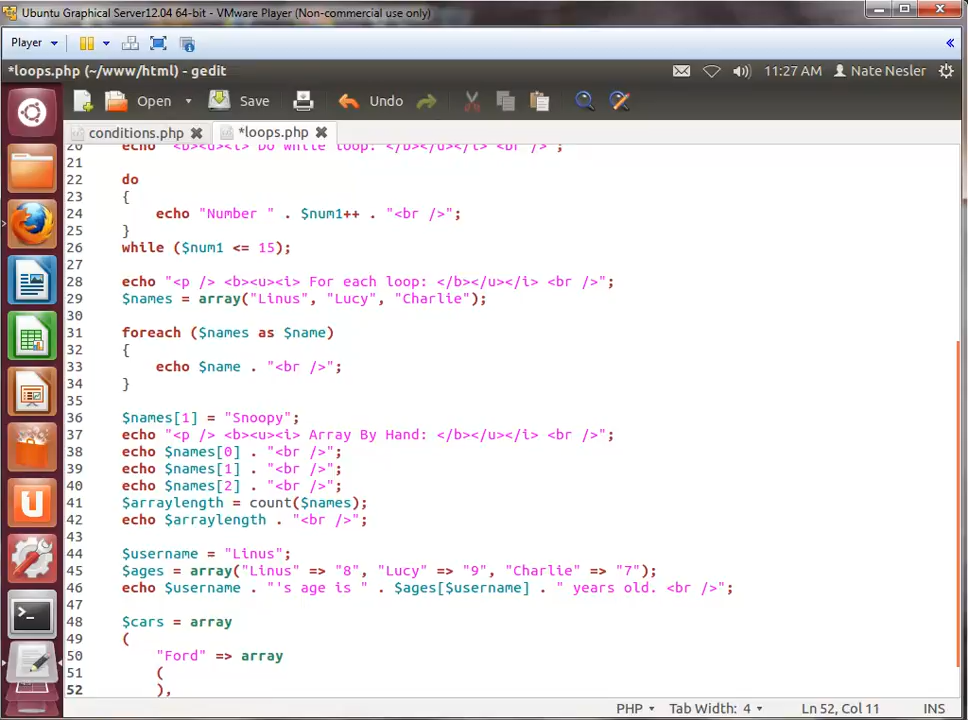 Ubuntu Graphical Server12.04 64-bit - VMware Player (Non-commercial use only)
Player
*loops.php (~/www/html) - gedit
11:27 AM
Nate Nesler
Open
Save
Undo
conditions.php
*loops.php
20 echo "<b><u><i> Do while loop: </b></u></i> <br />";
21
22 do
23 {
24 echo "Number " . $num1++ . "<br />";
25 }
26 while ($num1 <= 15);
27
28 echo "<p /> <b><u><i> For each loop: </b></u></i> <br />";
29 $names = array("Linus", "Lucy", "Charlie");
30
31 foreach ($names as $name)
32 {
33 echo $name . "<br />";
34 }
35
36 $names[1] = "Snoopy";
37 echo "<p /> <b><u><i> Array By Hand: </b></u></i> <br />";
38 echo $names[0] . "<br />";
39 echo $names[1] . "<br />";
40 echo $names[2] . "<br />";
41 $arraylength = count($names);
42 echo $arraylength . "<br />";
43
44 $username = "Linus";
45 $ages = array("Linus" => "8", "Lucy" => "9", "Charlie" => "7");
46 echo $username . "'s age is " . $ages[$username] . " years old. <br />";
47
48 $cars = array
49 (
50 "Ford" => array
51 (
52 ),
PHP
Tab Width: 4
Ln 52, Col 11
INS